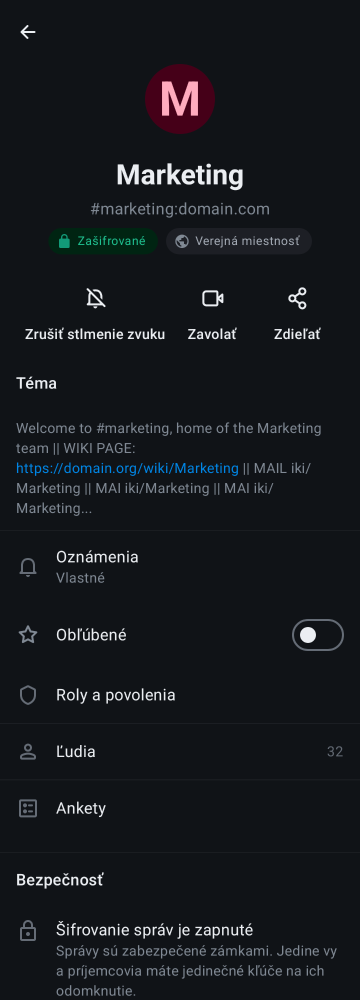 M
Marketing
#marketing:domain.com
Zašifrované
Verejná miestnosť
Zrušiť stlmenie zvuku
Zavolať
Zdieľať
Téma
Welcome to #marketing, home of the Marketing
team || WIKI PAGE:
https://domain.org/wiki/Marketing || MAIL iki/
Marketing || MAI iki/Marketing || MAI iki/
Marketing...
Oznámenia
Vlastné
Obľúbené
Roly a povolenia
Ľudia 32
Ankety
Bezpečnosť
Šifrovanie správ je zapnuté
Správy sú zabezpečené zámkami. Jedine vy
a príjemcovia máte jedinečné kľúče na ich
odomknutie.